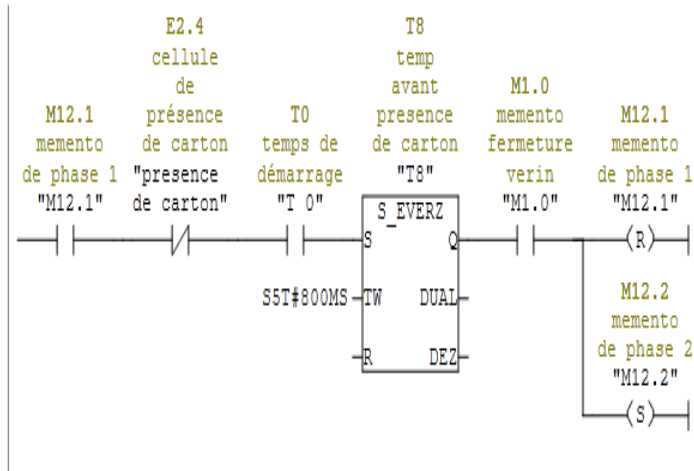 M12.1
memento
de phase 1
"M12.1"
E2.4
cellule
de
présence
de carton
"presence
de carton"
T0
temps de
démarrage
"T 0"
T8
temp
avant
presence
de carton
"T8"
S_EVERZ
S
Q
S5T#800MS
TW
DUAL
R
DEZ
M1.0
memento
fermeture
verin
"M1.0"
M12.1
memento
de phase 1
"M12.1"
R
M12.2
memento
de phase 2
"M12.2"
S